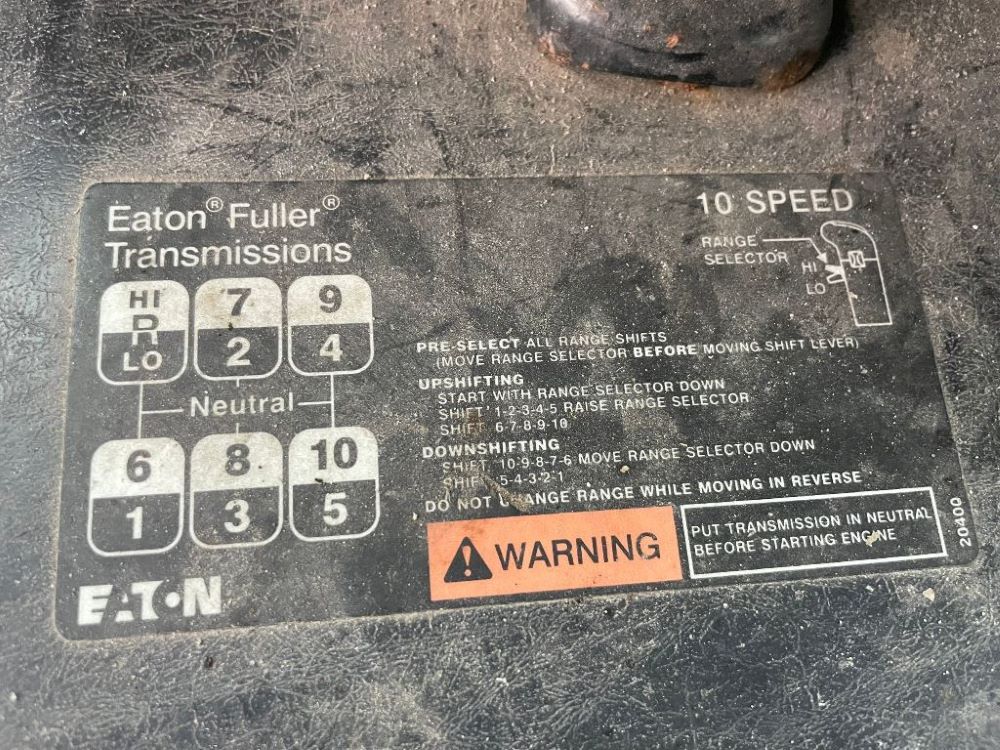 Eaton® Fuller®
Transmissions
10 SPEED
RANGE
SELECTOR
HI
LO
HI
R
LO
7
2
9
4
Neutral
6
1
8
3
10
5
PRE-SELECT ALL RANGE SHIFTS
(MOVE RANGE SELECTOR BEFORE MOVING SHIFT LEVER)
UPSHIFTING
START WITH RANGE SELECTOR DOWN
SHIFT 1-2-3-4-5 RAISE RANGE SELECTOR
SHIFT 6-7-8-9-10
DOWNSHIFTING
SHIFT 10-9-8-7-6 MOVE RANGE SELECTOR DOWN
SHIFT 5-4-3-2-1
DO NOT CHANGE RANGE WHILE MOVING IN REVERSE
WARNING
PUT TRANSMISSION IN NEUTRAL
BEFORE STARTING ENGINE
20400
EATON